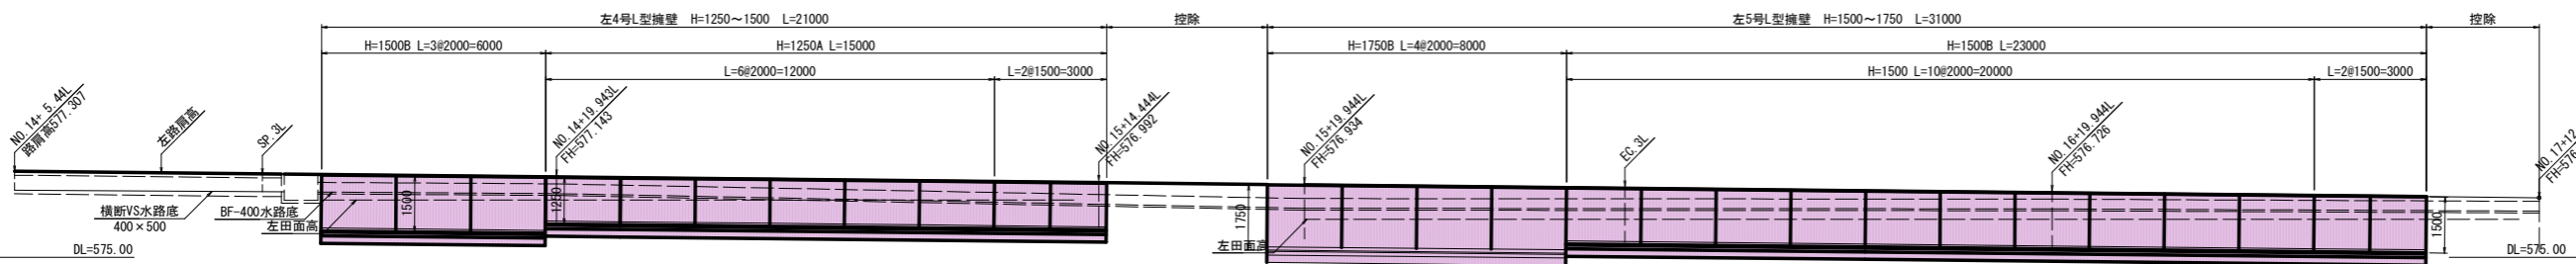 左4号L型擁壁 H=1250～1500 L=21000
控除
左5号L型擁壁 H=1500～1750 L=31000
控除
H=1500B L=3@2000=6000
H=1250A L=15000
H=1750B L=4@2000=8000
H=1500B L=23000
L=6@2000=12000
L=2@1500=3000
H=1500 L=10@2000=20000
L=2@1500=3000
NO.14+ 5.44L
路肩高577.307
左路肩高
SP.3L
NO.14+19.943L
FH=577.143
NO.15+14.444L
FH=576.992
NO.15+19.944L
FH=576.934
EC.3L
NO.16+19.944L
FH=576.726
NO.17+12
FH=576
1500
1250
1750
1500
横断VS水路底
400×500
BF-400水路底
左田面高
左田面高
DL=575.00
DL=575.00